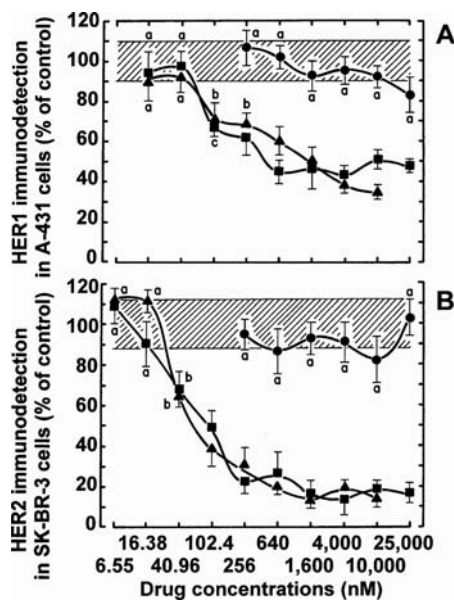 A
HER1 immunodetection
in A-431 cells (% of control)
120
100
80
60
40
20
0
a a a a
a a b b a a a a
c
B
HER2 immunodetection
in SK-BR-3 cells (% of control)
120
100
80
60
40
20
0
a a
a a b b a a a a a a
16.38 102.4 640 4,000 25,000
6.55 40.96 256 1,600 10,000
Drug concentrations (nM)